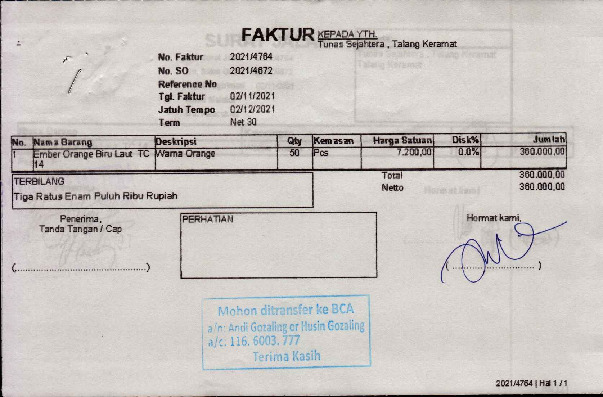 FAKTUR
KEPADA YTH.
Tunas Sejahtera , Talang Keramat
No. Faktur 2021/4764
No. SO 2021/4672
Reference No
Tgl. Faktur 02/11/2021
Jatuh Tempo 02/12/2021
Term Net 30
No. Nama Barang Deskripsi Qty Kemasan Harga Satuan Disk% Jumlah
1 Ember Orange Biru Laut TC 14 Warna Orange 50 Pcs 7.200,00 0.0% 360.000,00
Total 360.000,00
Netto 360.000,00
TERBILANG
Tiga Ratus Enam Puluh Ribu Rupiah
Penerima,
Tanda Tangan / Cap
(..............................)
PERHATIAN
Hormat kami,
(..............................)
Mohon ditransfer ke BCA
a/n: Andi Gozaling or Husin Gozaling
a/c. 116. 6003. 777
Terima Kasih
2021/4764 | Hal 1 / 1